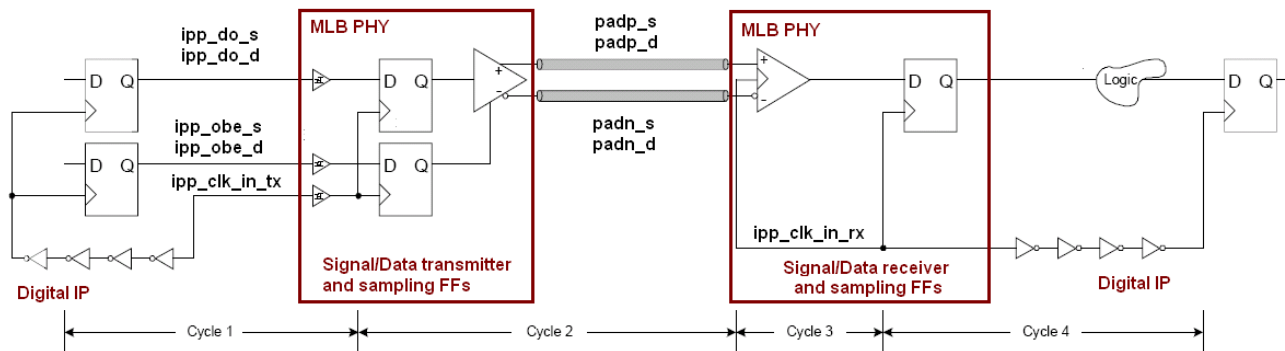 MLB PHY
MLB PHY
padp_s
padp_d
ipp_do_s
ipp_do_d
D Q
D Q
+
-
+
-
D Q
Logic
D Q
padn_s
padn_d
ipp_obe_s
ipp_obe_d
D Q
D Q
ipp_clk_in_tx
ipp_clk_in_rx
Signal/Data transmitter
and sampling FFs
Signal/Data receiver
and sampling FFs
Digital IP
Digital IP
Cycle 1
Cycle 2
Cycle 3
Cycle 4